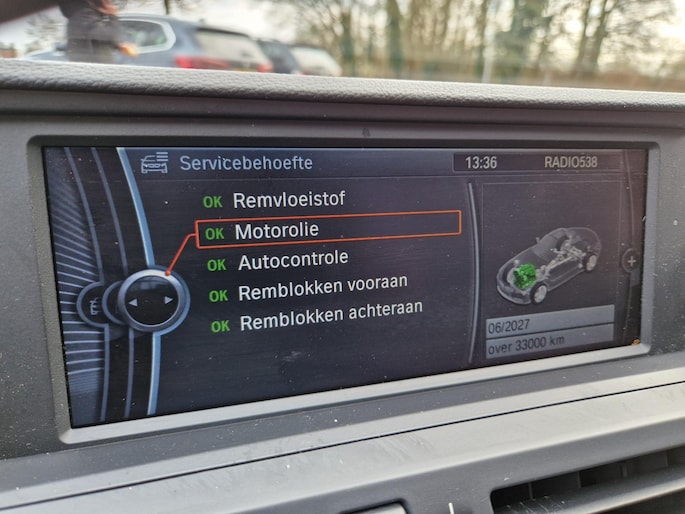 Servicebehoefte
13:36
RADIO538
OK Remvloeistof
OK Motorolie
OK Autocontrole
OK Remblokken vooraan
OK Remblokken achteraan
06/2027
over 33000 km